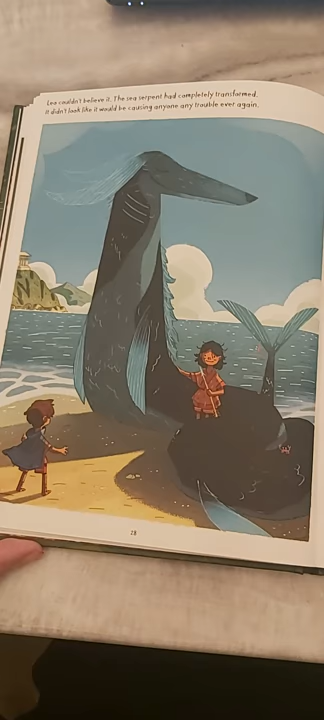 Leo couldn't believe it. The sea serpent had completely transformed.
It didn't look like it would be causing anyone any trouble ever again.
28